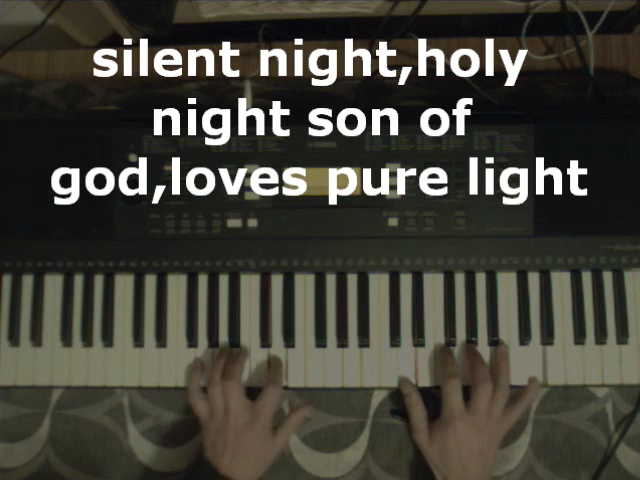 silent night,holy
night son of
god,loves pure light